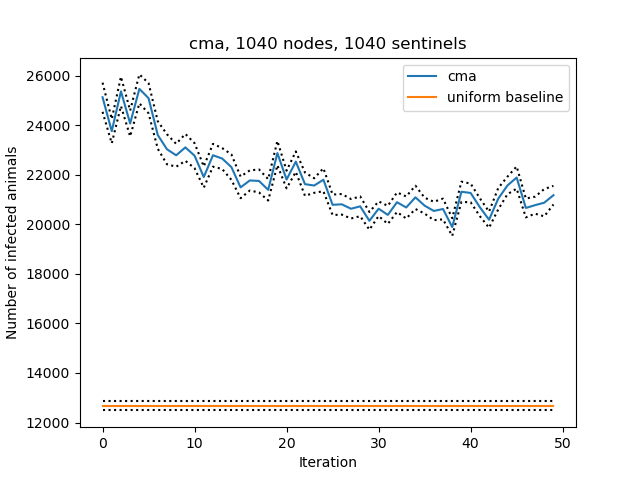 cma, 1040 nodes, 1040 sentinels
cma
uniform baseline
Number of infected animals
26000
24000
22000
20000
18000
16000
14000
12000
0 10 20 30 40 50
Iteration